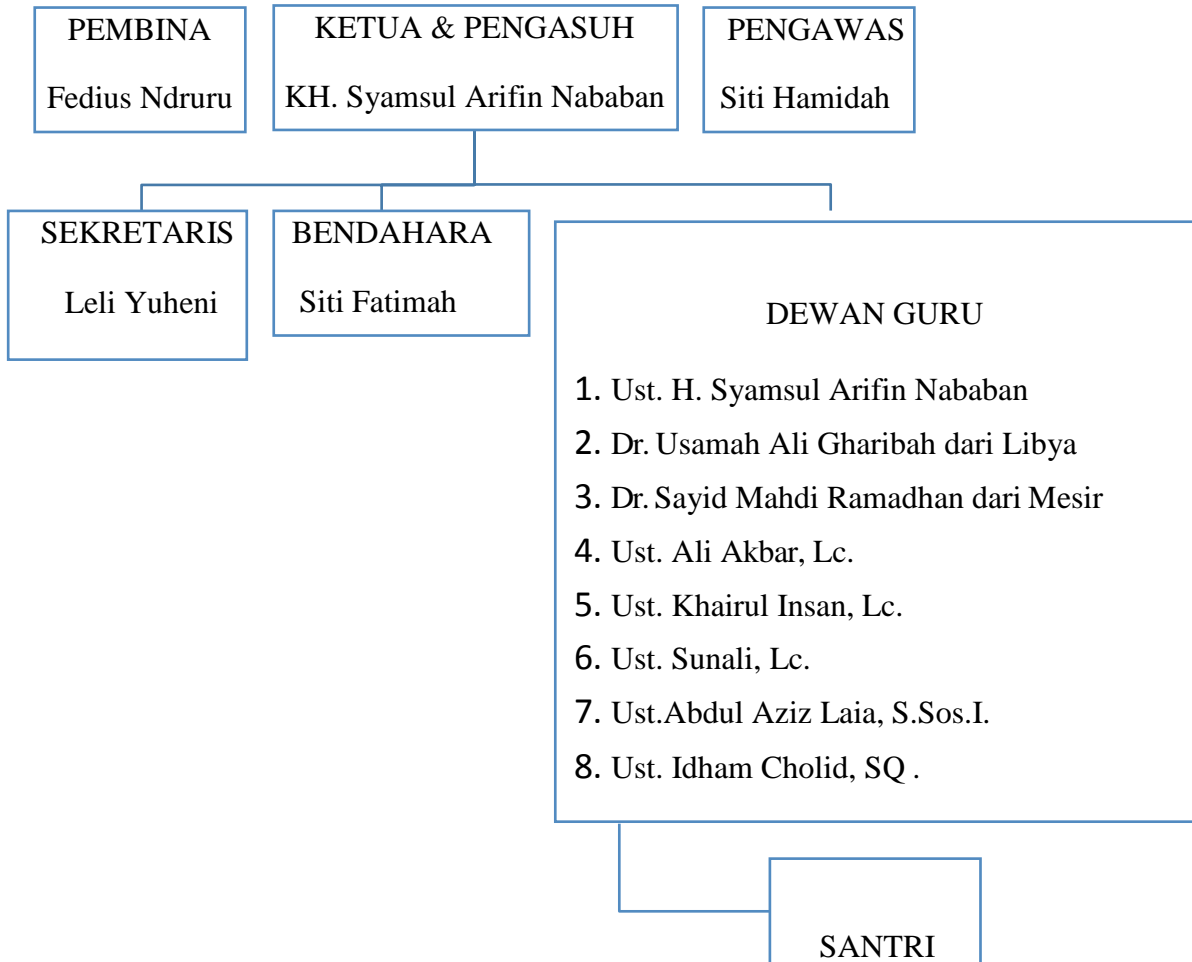 PEMBINA
Fedius Ndruru
KETUA & PENGASUH
KH. Syamsul Arifin Nababan
PENGAWAS
Siti Hamidah
SEKRETARIS
Leli Yuheni
BENDAHARA
Siti Fatimah
DEWAN GURU
1. Ust. H. Syamsul Arifin Nababan
2. Dr. Usamah Ali Gharibah dari Libya
3. Dr. Sayid Mahdi Ramadhan dari Mesir
4. Ust. Ali Akbar, Lc.
5. Ust. Khairul Insan, Lc.
6. Ust. Sunali, Lc.
7. Ust.Abdul Aziz Laia, S.Sos.I.
8. Ust. Idham Cholid, SQ .
SANTRI